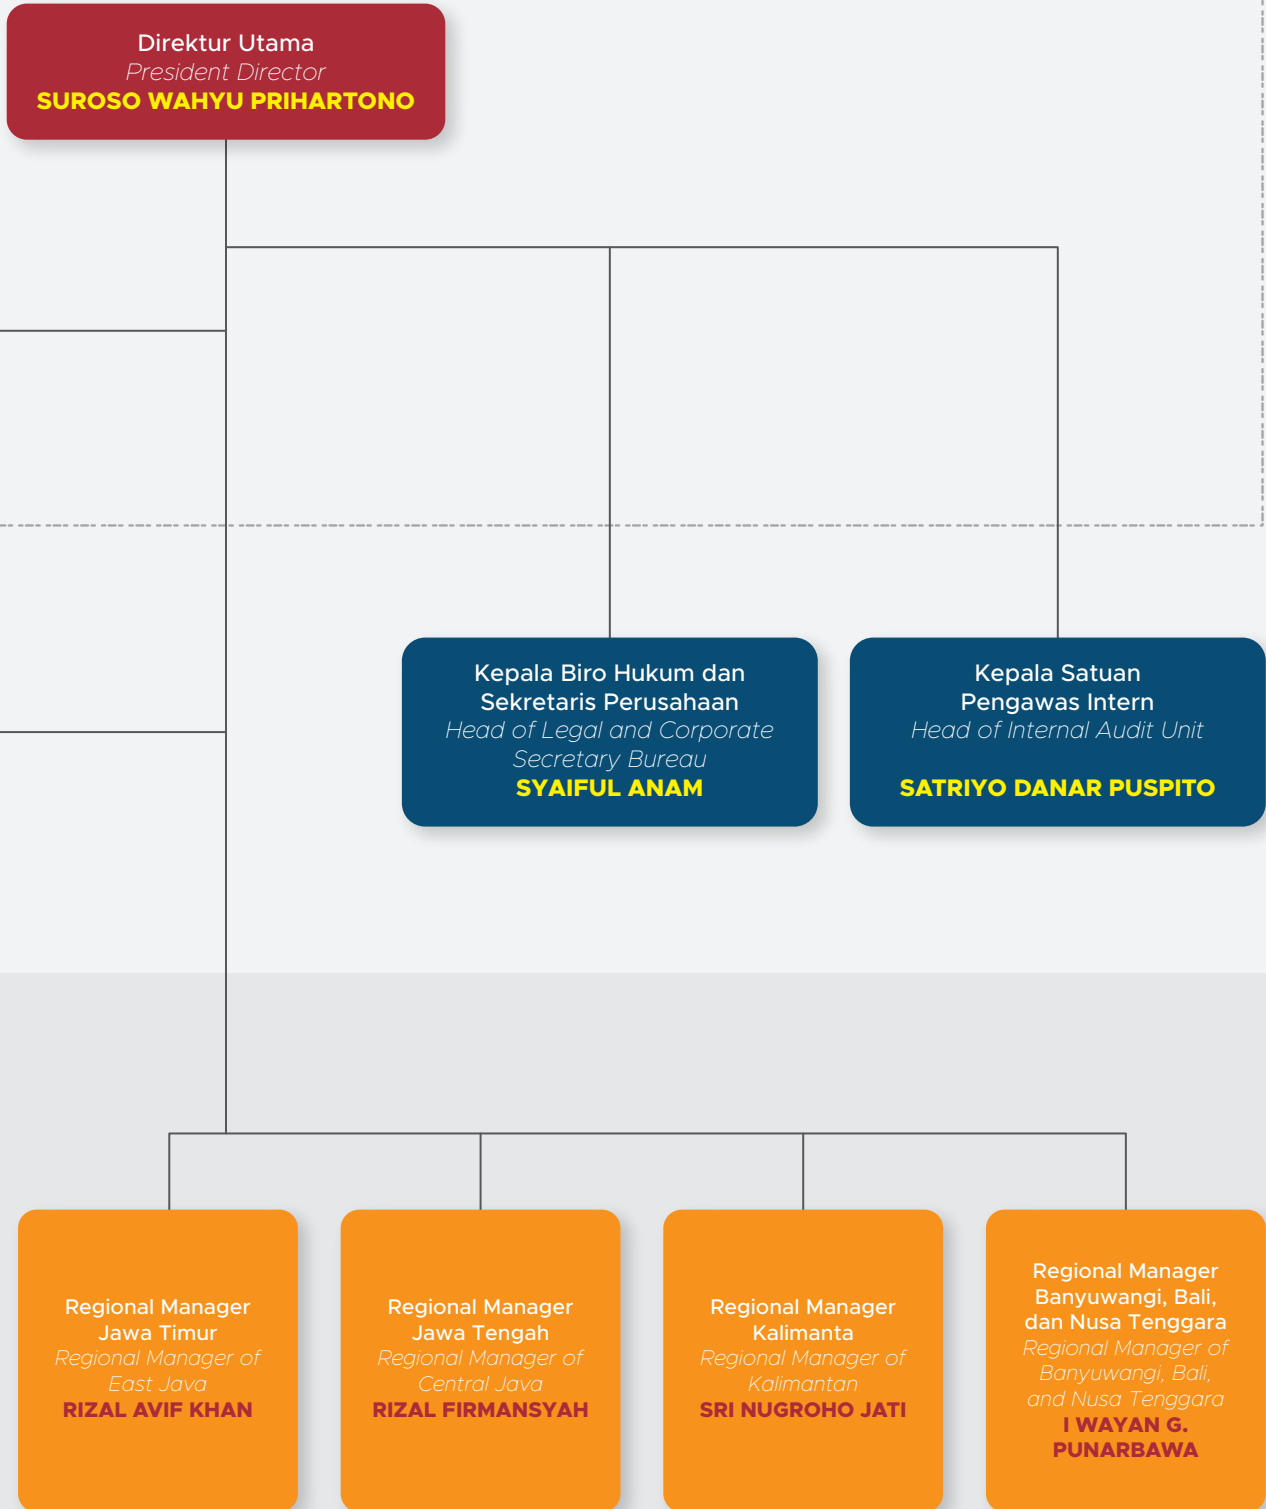 Direktur Utama
President Director
SUROSO WAHYU PRIHARTONO
Kepala Biro Hukum dan
Sekretaris Perusahaan
Head of Legal and Corporate
Secretary Bureau
SYAIFUL ANAM
Kepala Satuan
Pengawas Intern
Head of Internal Audit Unit
SATRIYO DANAR PUSPITO
Regional Manager
Jawa Timur
Regional Manager of
East Java
RIZAL AVIF KHAN
Regional Manager
Jawa Tengah
Regional Manager of
Central Java
RIZAL FIRMANSYAH
Regional Manager
Kalimanta
Regional Manager of
Kalimantan
SRI NUGROHO JATI
Regional Manager
Banyuwangi, Bali,
dan Nusa Tenggara
Regional Manager of
Banyuwangi, Bali,
and Nusa Tenggara
I WAYAN G.
PUNARBAWA